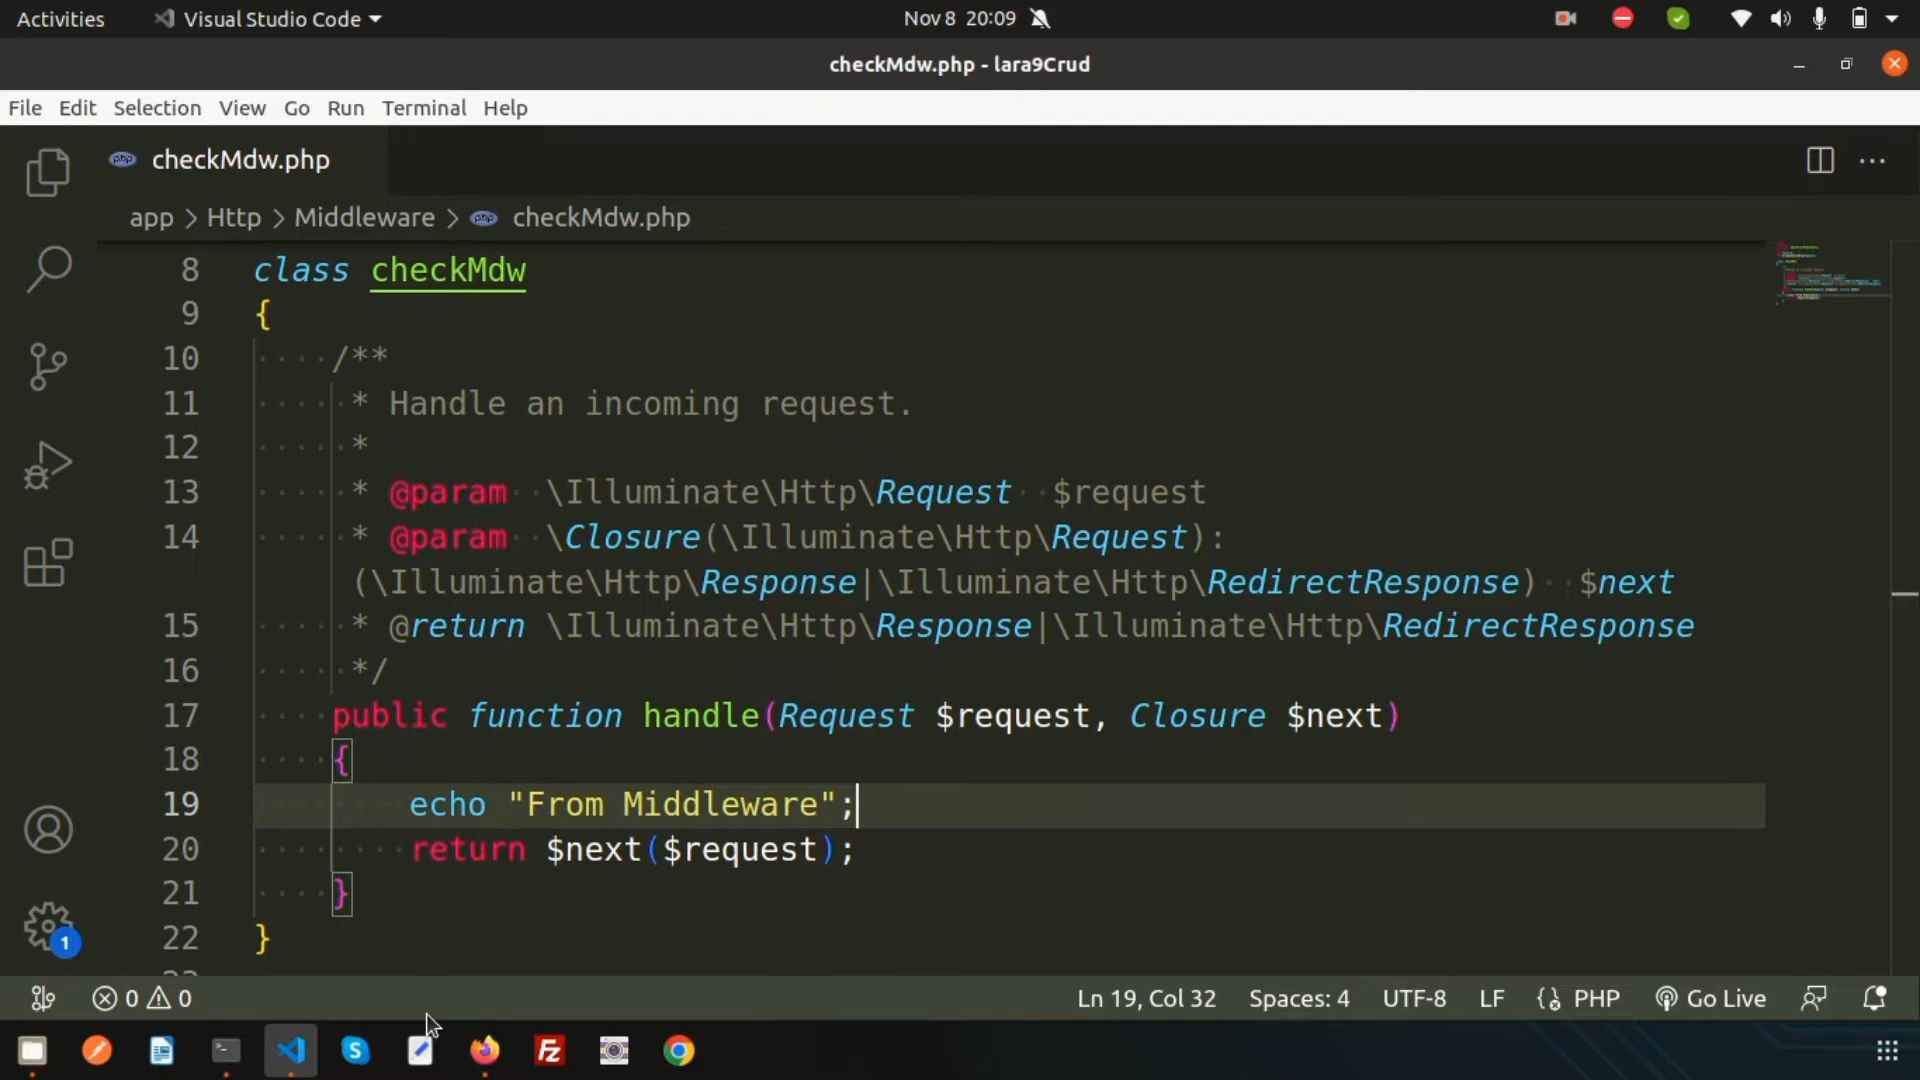 Activities
Visual Studio Code
Nov 8 20:09
checkMdw.php - lara9Crud
File Edit Selection View Go Run Terminal Help
php checkMdw.php
app > Http > Middleware > php checkMdw.php
8 class checkMdw
9 {
10 /**
11 * Handle an incoming request.
12 *
13 * @param \Illuminate\Http\Request $request
14 * @param \Closure(\Illuminate\Http\Request):
(\Illuminate\Http\Response|\Illuminate\Http\RedirectResponse) $next
15 * @return \Illuminate\Http\Response|\Illuminate\Http\RedirectResponse
16 */
17 public function handle(Request $request, Closure $next)
18 {
19 echo "From Middleware";
20 return $next($request);
21 }
22 }
1
0 0
Ln 19, Col 32 Spaces: 4 UTF-8 LF PHP Go Live
S
Fz